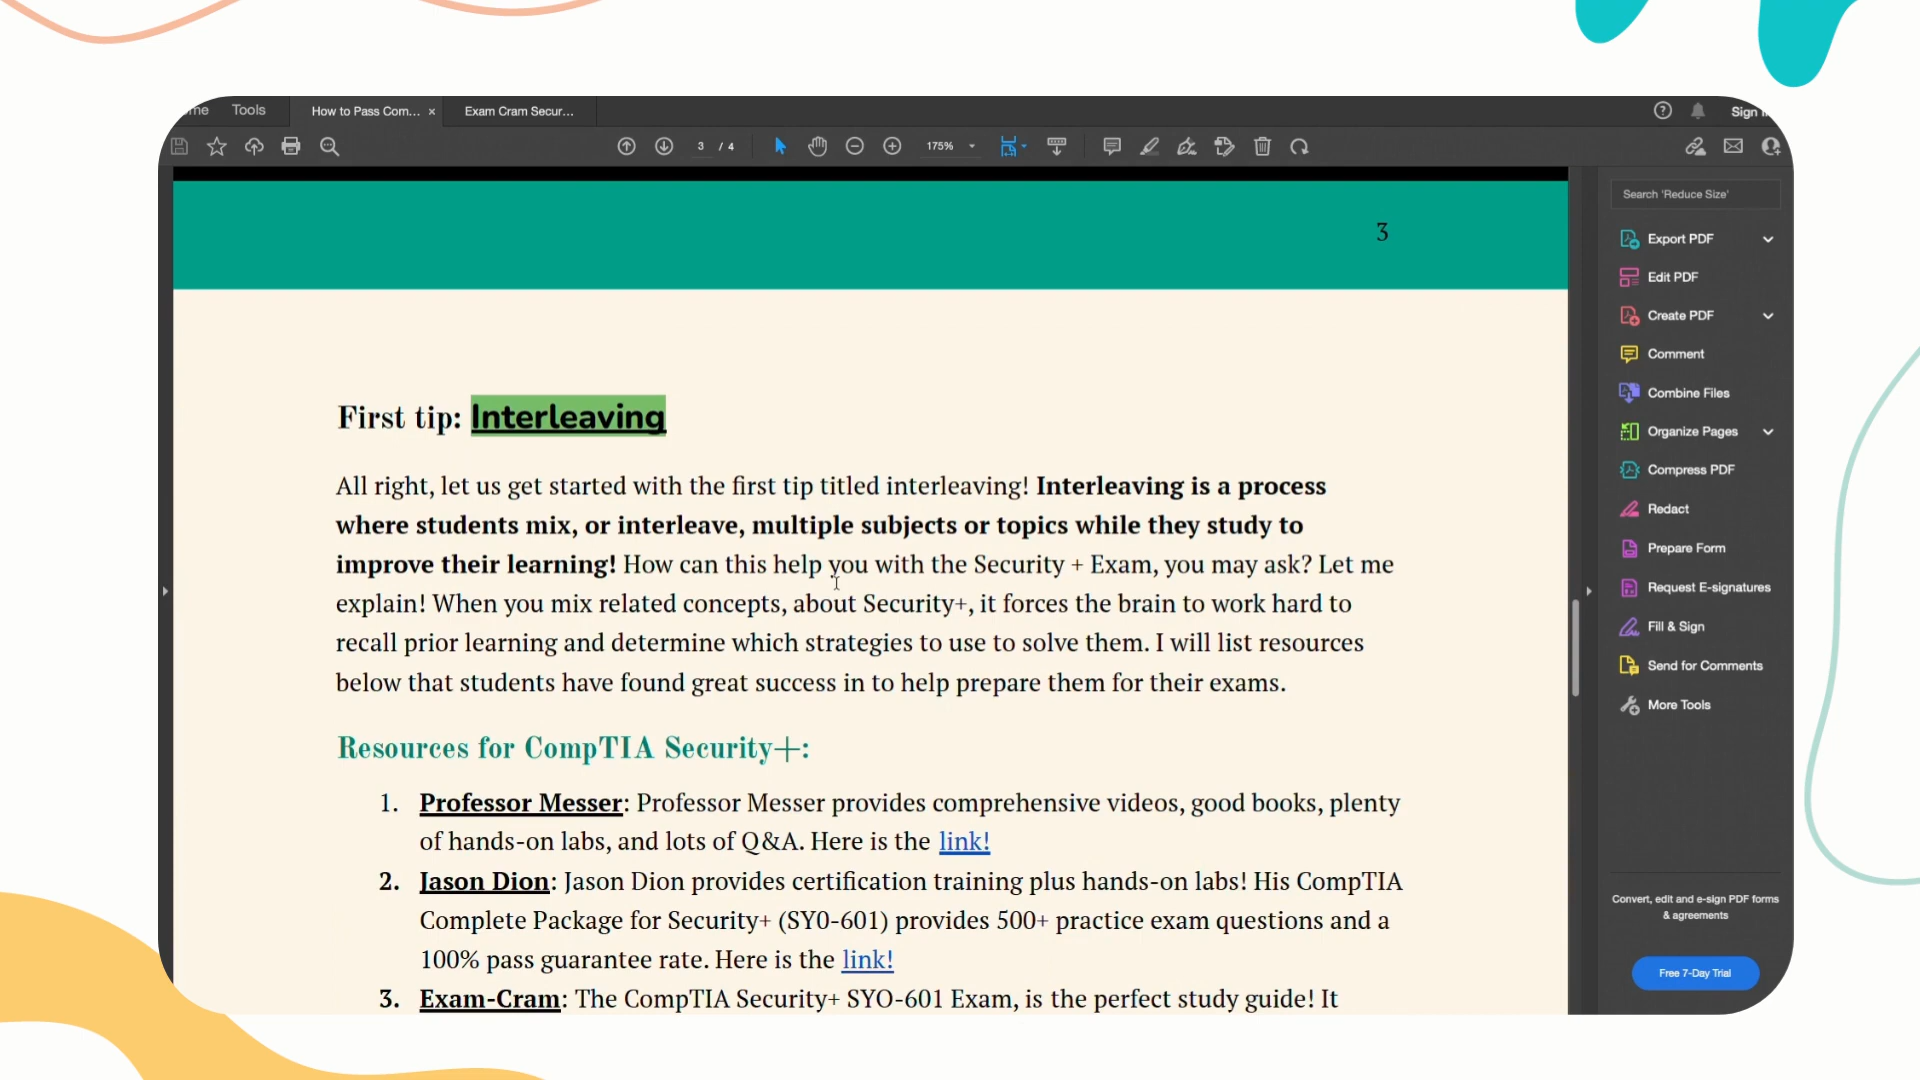 Tools
How to Pass Com... ×
Exam Cram Secur...
Sign
3 / 4
175%
Search 'Reduce Size'
3
Export PDF
Edit PDF
Create PDF
Comment
Combine Files
Organize Pages
Compress PDF
Redact
Prepare Form
Request E-signatures
Fill & Sign
Send for Comments
More Tools
Convert, edit and e-sign PDF forms
& agreements
Free 7-Day Trial
First tip: Interleaving
All right, let us get started with the first tip titled interleaving! Interleaving is a process
where students mix, or interleave, multiple subjects or topics while they study to
improve their learning! How can this help you with the Security + Exam, you may ask? Let me
explain! When you mix related concepts, about Security+, it forces the brain to work hard to
recall prior learning and determine which strategies to use to solve them. I will list resources
below that students have found great success in to help prepare them for their exams.
Resources for CompTIA Security+:
1. Professor Messer: Professor Messer provides comprehensive videos, good books, plenty
of hands-on labs, and lots of Q&A. Here is the link!
2. Jason Dion: Jason Dion provides certification training plus hands-on labs! His CompTIA
Complete Package for Security+ (SY0-601) provides 500+ practice exam questions and a
100% pass guarantee rate. Here is the link!
3. Exam-Cram: The CompTIA Security+ SYO-601 Exam, is the perfect study guide! It